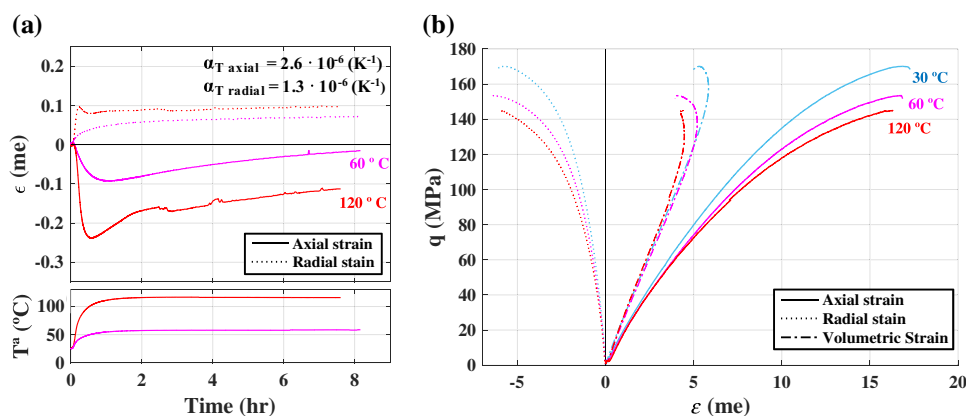 (a)
α T axial = 2.6 · 10-6 (K-1)
α T radial = 1.3 · 10-6 (K-1)
0.2
0.1
0
-0.1
-0.2
-0.3
ϵ (me)
60 º C
120 º C
Axial strain
Radial stain
100
50
0
Tª (ºC)
0
2
4
6
8
Time (hr)
(b)
180
160
140
120
100
80
60
40
20
0
q (MPa)
30 ºC
60 ºC
120 ºC
Axial strain
Radial stain
Volumetric Strain
-5
0
5
10
15
20
ε (me)